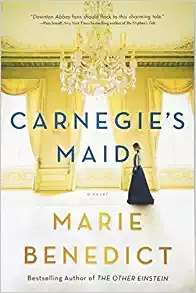 "Downton Abbey fans should flock to this charming tale."
CARNEGIE'S
MAID
a novel
MARIE
BENEDICT
Bestselling Author of THE OTHER EINSTEIN